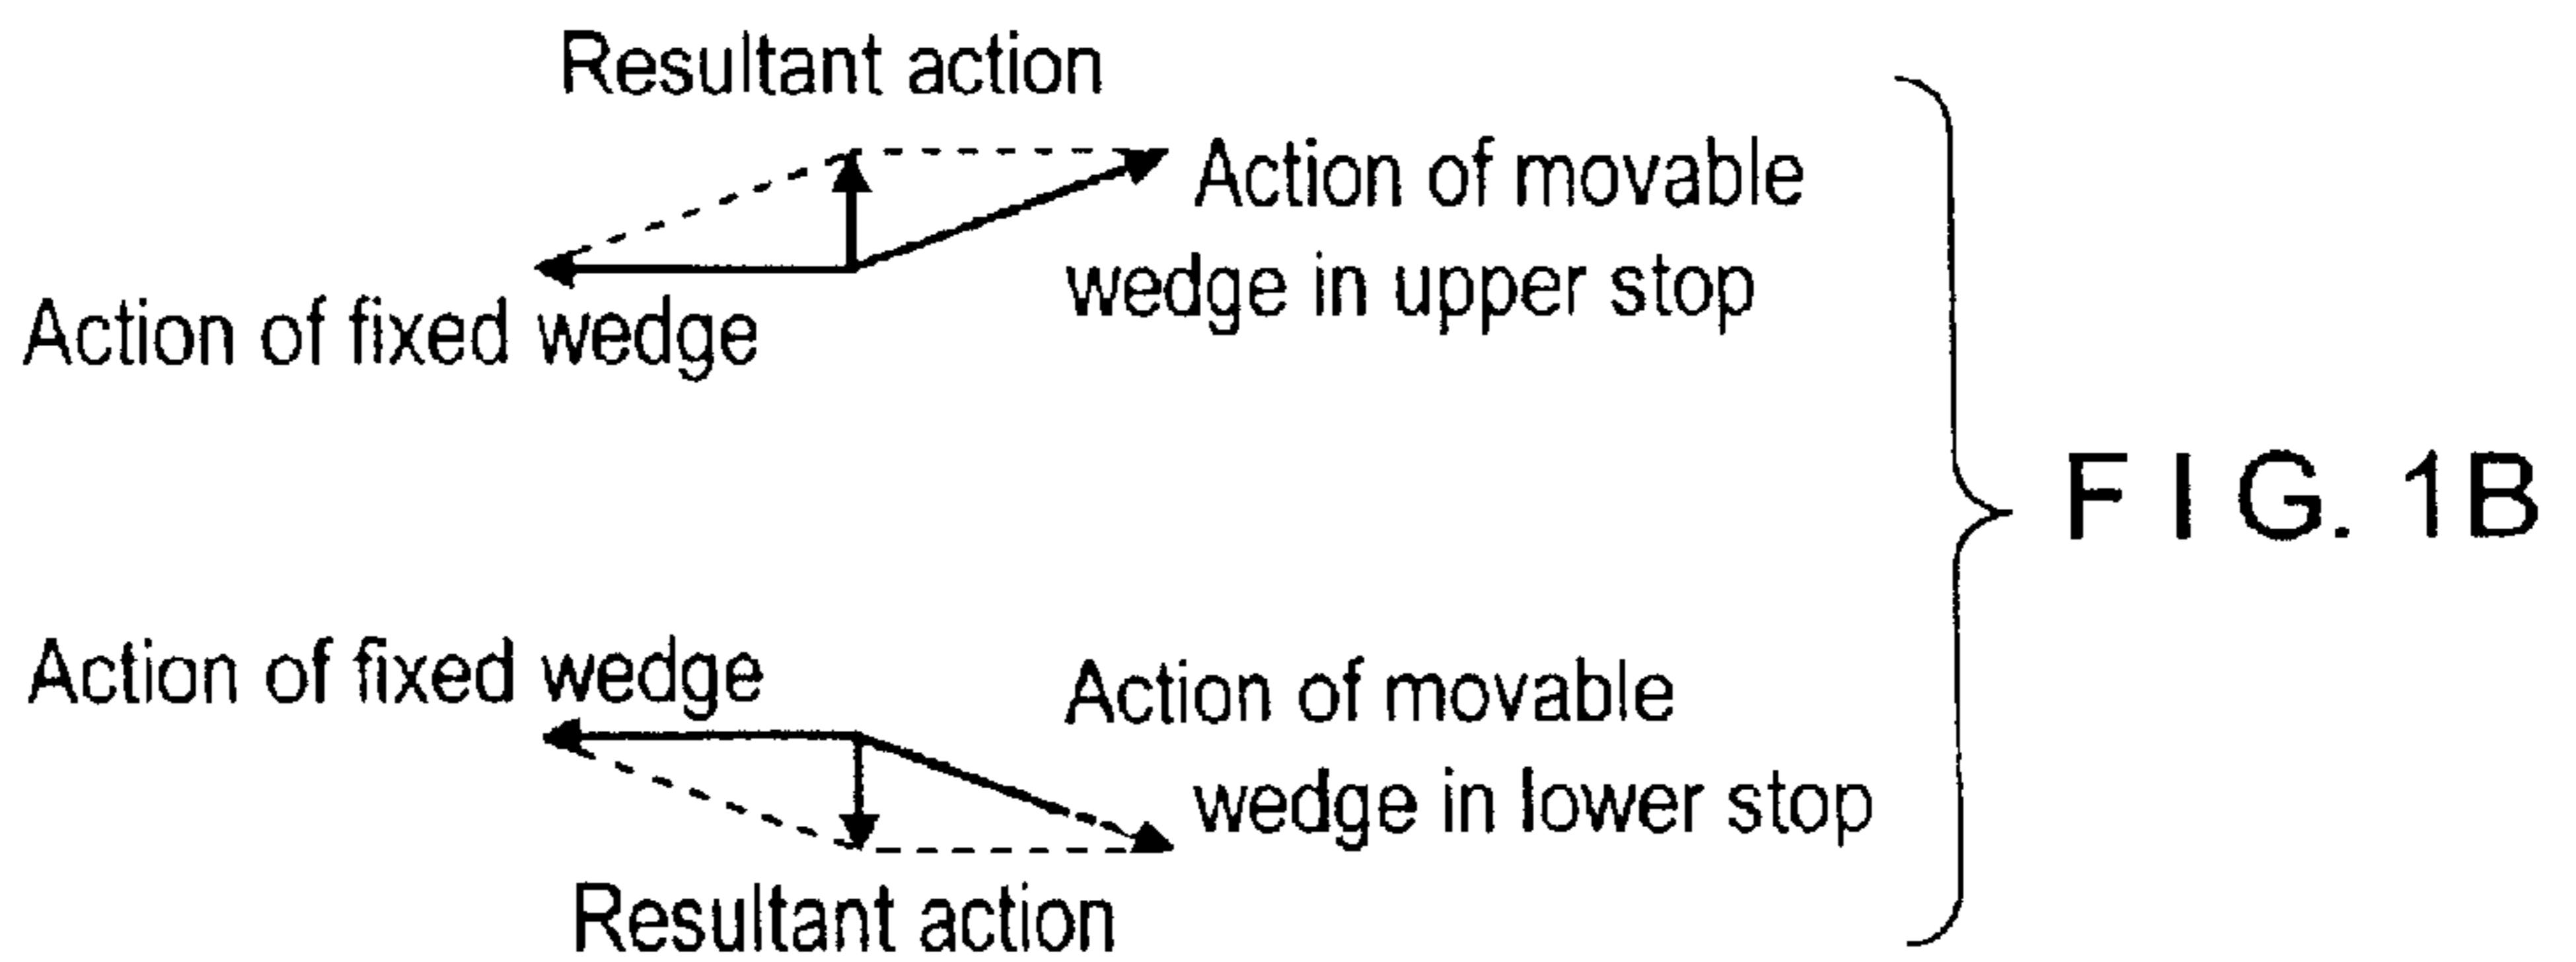 Resultant action
Action of movable
wedge in upper stop
Action of fixed wedge
FIG. 1B
Action of fixed wedge
Action of movable
wedge in lower stop
Resultant action